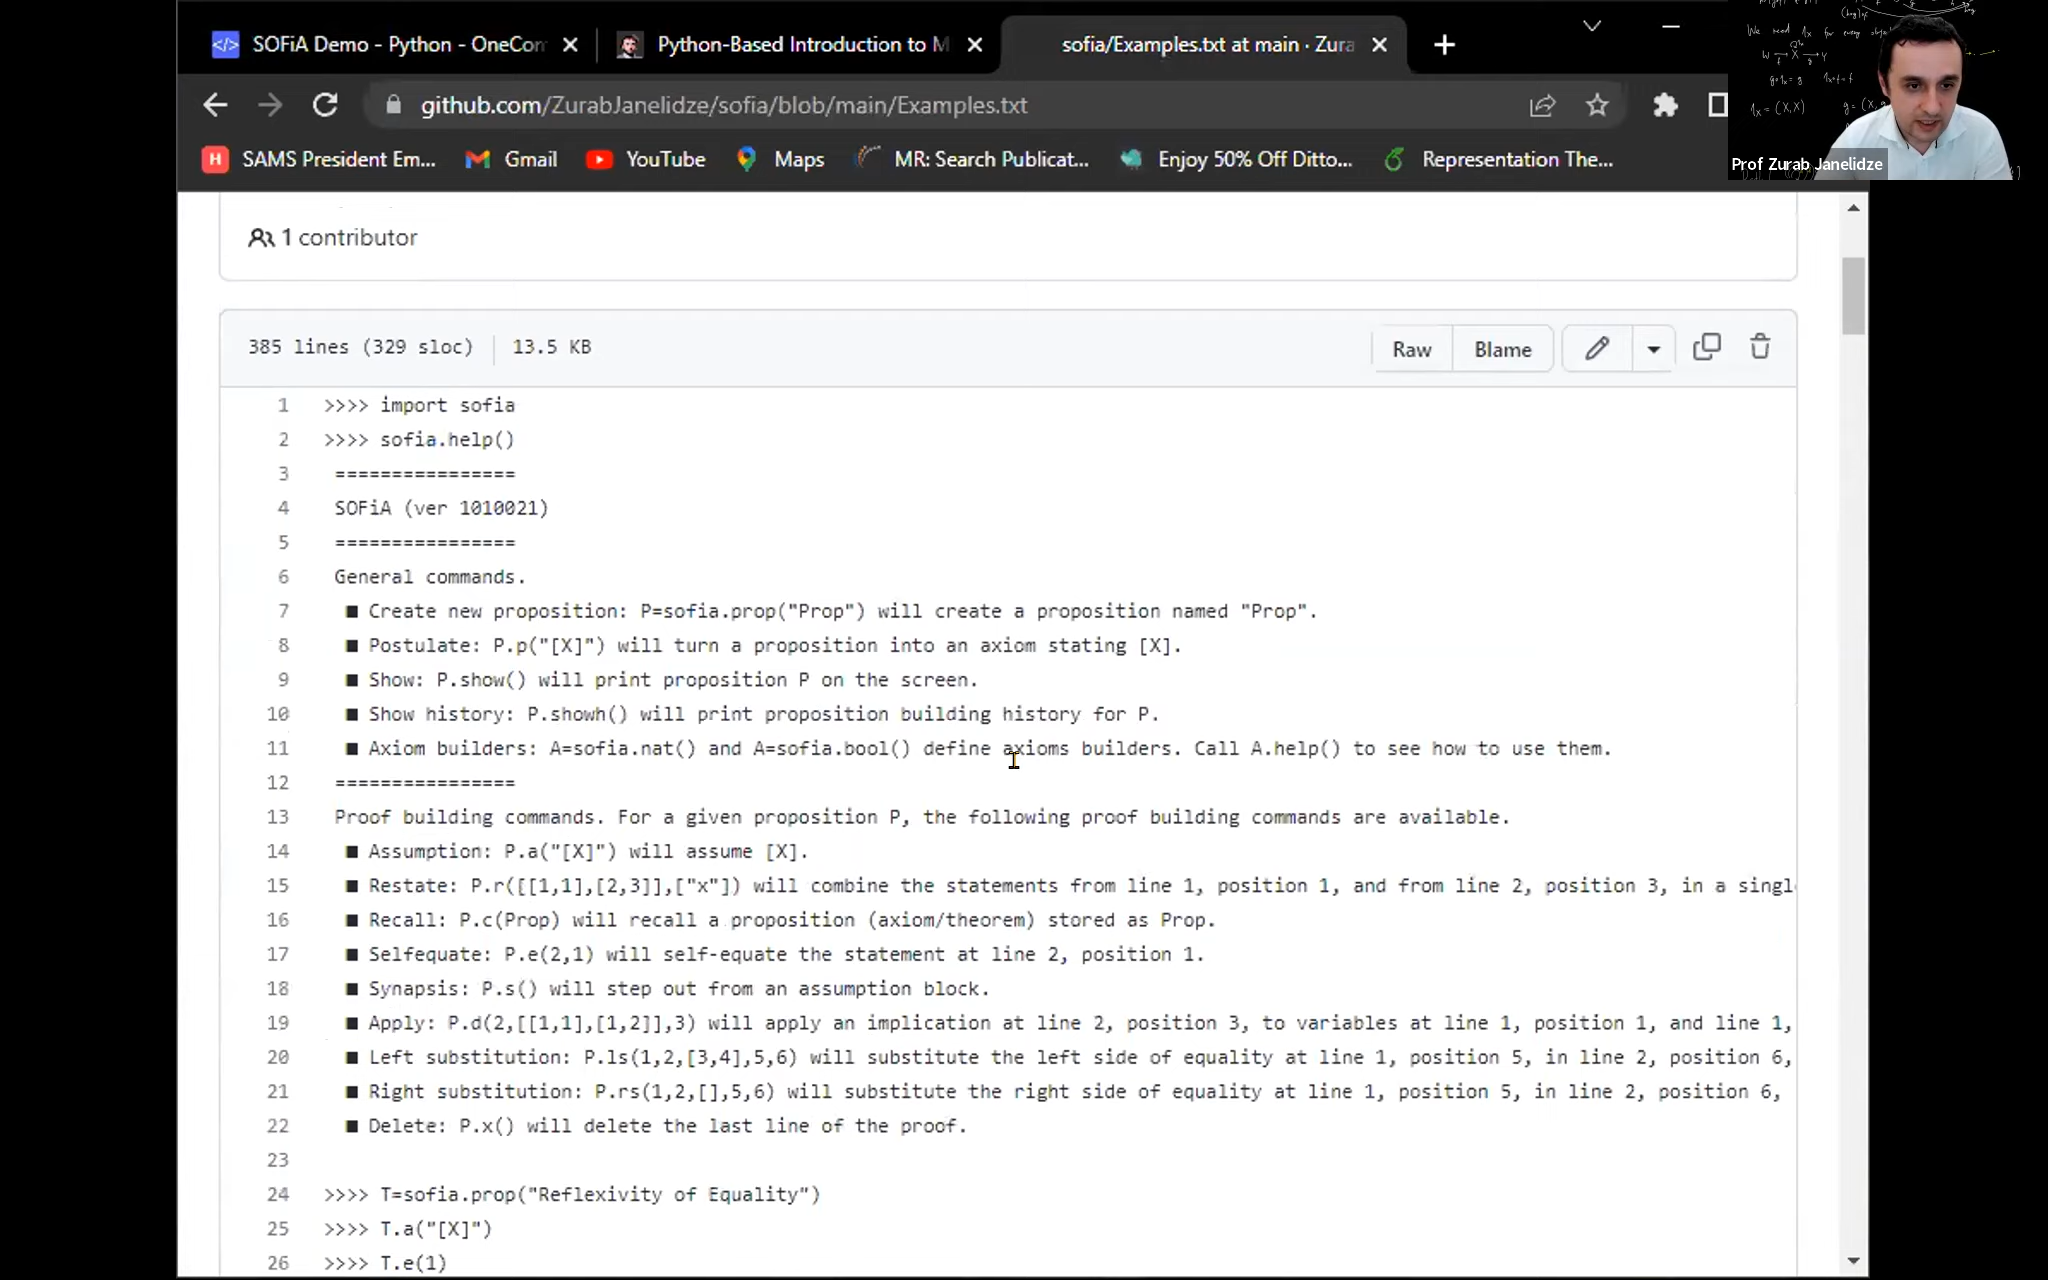 SOFiA Demo - Python - OneCom
Python-Based Introduction to M
sofia/Examples.txt at main · Zura
github.com/ZurabJanelidze/sofia/blob/main/Examples.txt
SAMS President Em...
Gmail
YouTube
Maps
MR: Search Publicat...
Enjoy 50% Off Ditto...
Representation The...
We need 1x for every
Prof Zurab Janelidze
1 contributor
385 lines (329 sloc)
13.5 KB
Raw
Blame
1 >>>> import sofia
2 >>>> sofia.help()
3 ================
4 SOFiA (ver 1010021)
5 ================
6 General commands.
7 ■ Create new proposition: P=sofia.prop("Prop") will create a proposition named "Prop".
8 ■ Postulate: P.p("[X]") will turn a proposition into an axiom stating [X].
9 ■ Show: P.show() will print proposition P on the screen.
10 ■ Show history: P.showh() will print proposition building history for P.
11 ■ Axiom builders: A=sofia.nat() and A=sofia.bool() define axioms builders. Call A.help() to see how to use them.
12 ================
13 Proof building commands. For a given proposition P, the following proof building commands are available.
14 ■ Assumption: P.a("[X]") will assume [X].
15 ■ Restate: P.r([[1,1],[2,3]],["x"]) will combine the statements from line 1, position 1, and from line 2, position 3, in a singl
16 ■ Recall: P.c(Prop) will recall a proposition (axiom/theorem) stored as Prop.
17 ■ Selfequate: P.e(2,1) will self-equate the statement at line 2, position 1.
18 ■ Synapsis: P.s() will step out from an assumption block.
19 ■ Apply: P.d(2,[[1,1],[1,2]],3) will apply an implication at line 2, position 3, to variables at line 1, position 1, and line 1,
20 ■ Left substitution: P.ls(1,2,[3,4],5,6) will substitute the left side of equality at line 1, position 5, in line 2, position 6,
21 ■ Right substitution: P.rs(1,2,[],5,6) will substitute the right side of equality at line 1, position 5, in line 2, position 6,
22 ■ Delete: P.x() will delete the last line of the proof.
23
24 >>>> T=sofia.prop("Reflexivity of Equality")
25 >>>> T.a("[X]")
26 >>>> T.e(1)